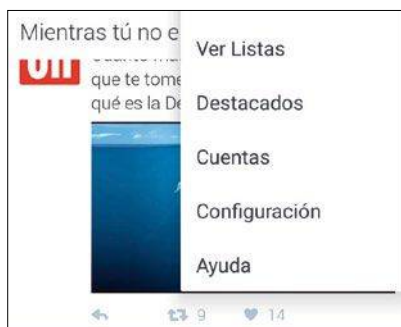 Mientras tú no e
que te tome
qué es la De
Ver Listas
Destacados
Cuentas
Configuración
Ayuda
9
14